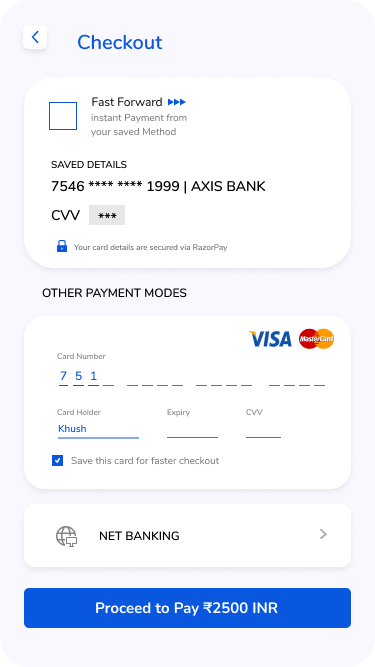 Checkout
Fast Forward
instant Payment from
your saved Method
SAVED DETAILS
7546 **** **** 1999 | AXIS BANK
CVV ***
Your card details are secured via RazorPay
OTHER PAYMENT MODES
VISA MasterCard
Card Number
7 5 1 _ _ _ _ _ _ _ _ _ _ _ _ _
Card Holder Expiry CVV
Khush
Save this card for faster checkout
NET BANKING
Proceed to Pay ₹2500 INR